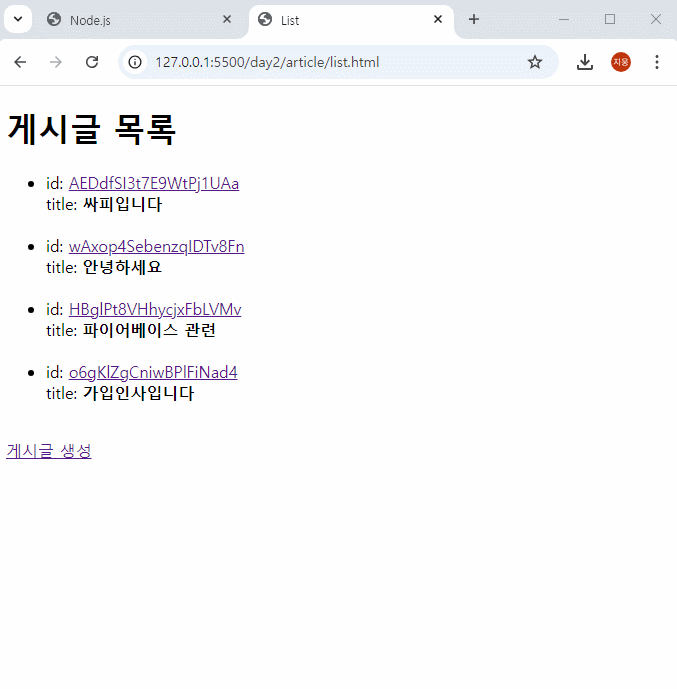 Node.js
List
127.0.0.1:5500/day2/article/list.html
지웅
게시글 목록
id: AEDdfSI3t7E9WtPj1UAa
title: 싸피입니다
id: wAxop4SebenzqIDTv8Fn
title: 안녕하세요
id: HBglPt8VHhycjxFbLVMv
title: 파이어베이스 관련
id: o6gKlZgCniwBPlFiNad4
title: 가입인사입니다
게시글 생성